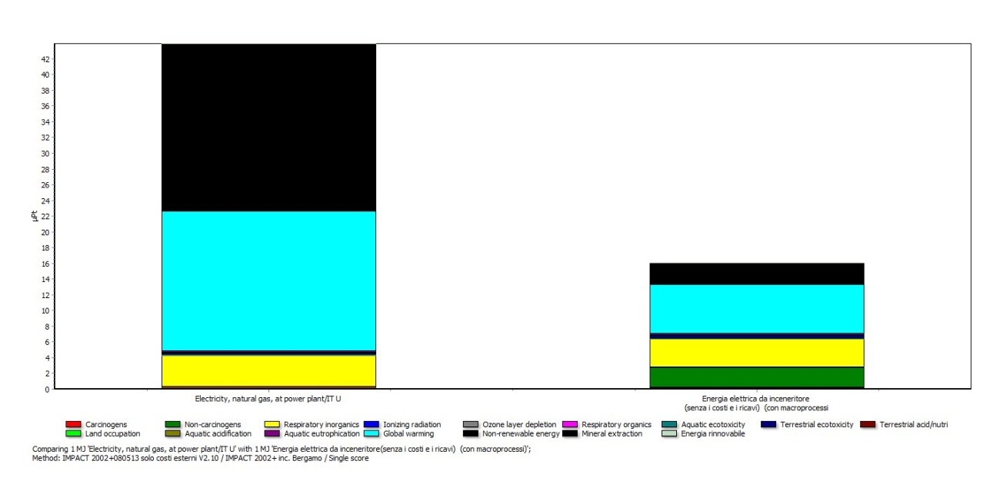 42
40
38
36
34
32
30
28
26
24
22
20
18
16
14
12
10
8
6
4
2
0
µPt
Electricity, natural gas, at power plant/IT U
Energia elettrica da inceneritore
(senza i costi e i ricavi) (con macroprocessi
Carcinogens Non-carcinogens Respiratory inorganics Ionizing radiation Ozone layer depletion Respiratory organics Aquatic ecotoxicity Terrestrial ecotoxicity Terrestrial acid/nutri
Land occupation Aquatic acidification Aquatic eutrophication Global warming Non-renewable energy Mineral extraction Energia rinnovabile
Comparing 1 MJ 'Electricity, natural gas, at power plant/IT U' with 1 MJ 'Energia elettrica da inceneritore(senza i costi e i ricavi) (con macroprocessi)';
Method: IMPACT 2002+080513 solo costi esterni V2.10 / IMPACT 2002+ inc. Bergamo / Single score